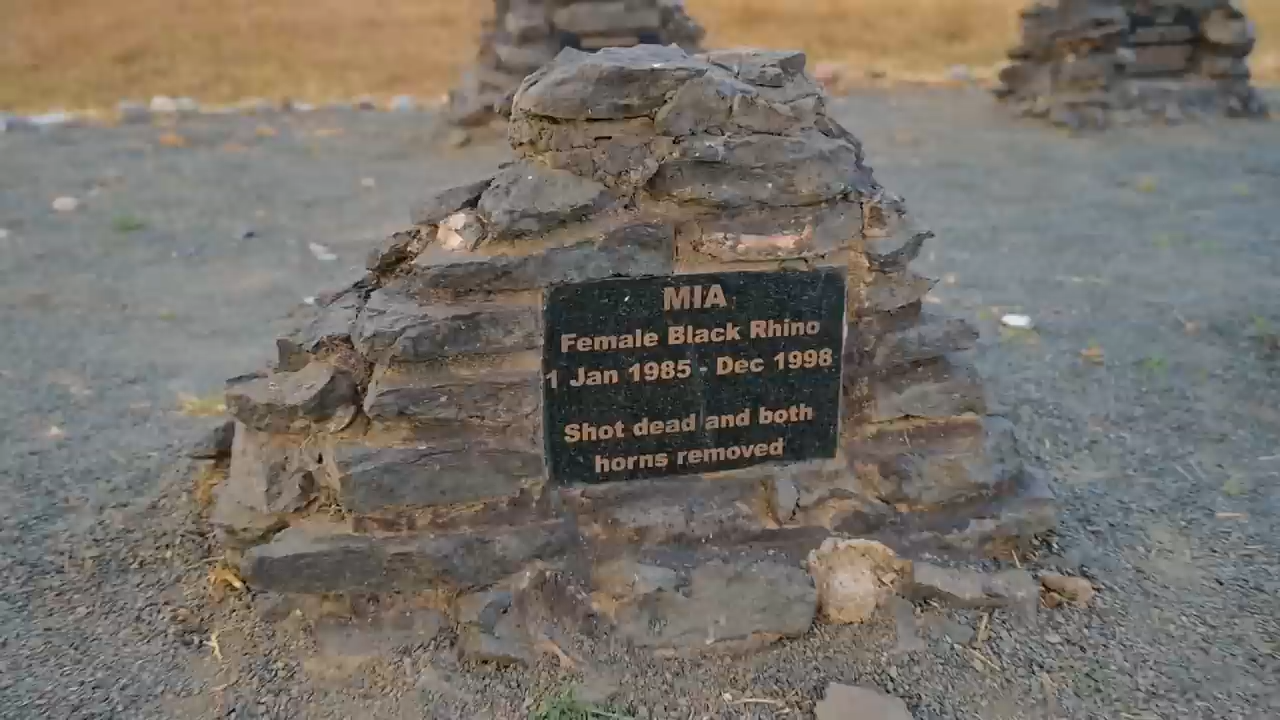 MIA
Female Black Rhino
1 Jan 1985 - Dec 1998
Shot dead and both
horns removed